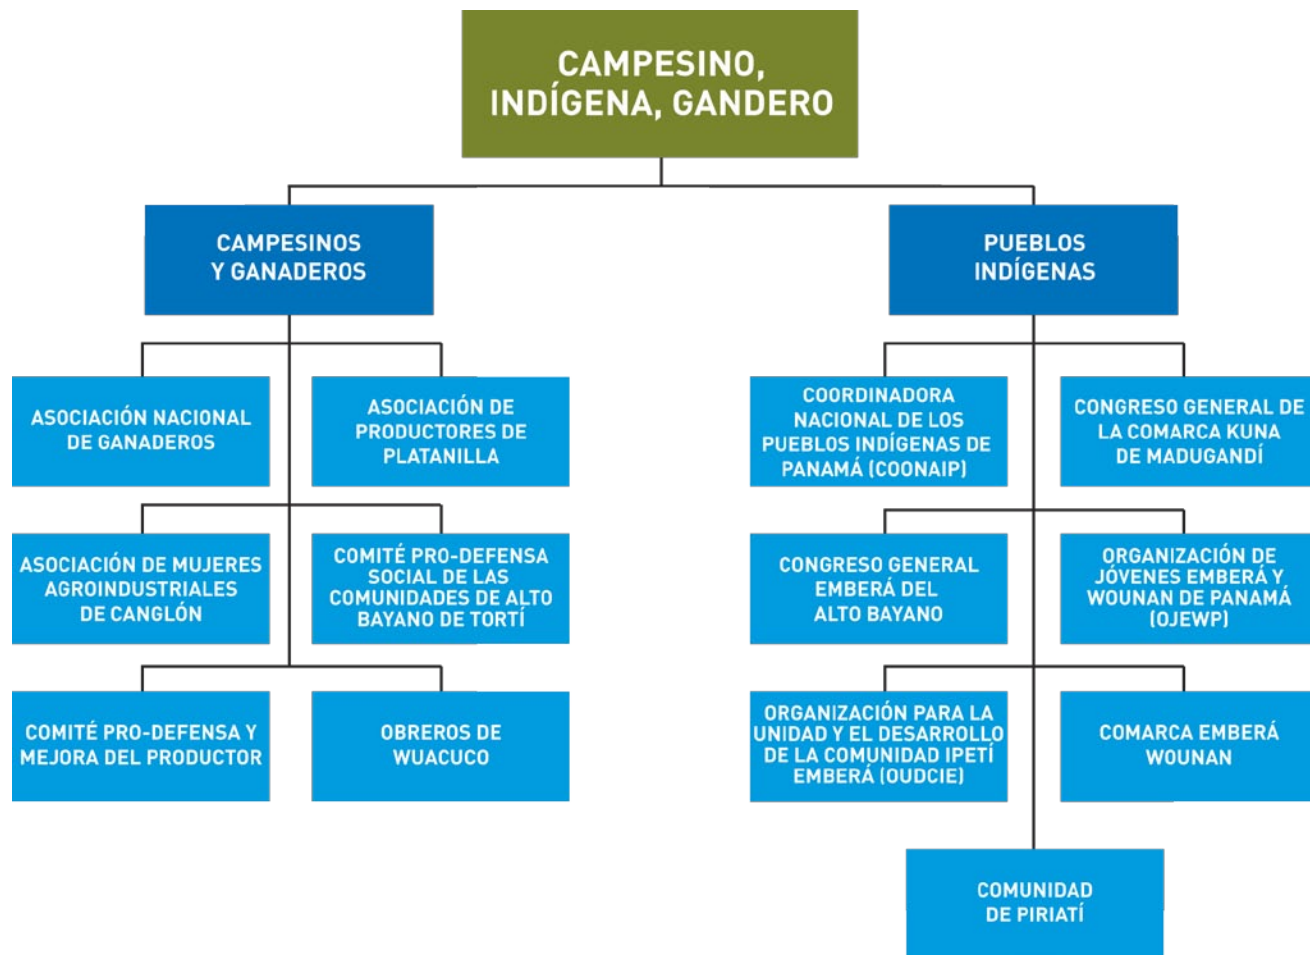 CAMPESINO,
INDÍGENA, GANDERO
CAMPESINOS
Y GANADEROS
PUEBLOS
INDÍGENAS
ASOCIACIÓN NACIONAL
DE GANADEROS
ASOCIACIÓN DE
PRODUCTORES DE
PLATANILLA
COORDINADORA
NACIONAL DE LOS
PUEBLOS INDÍGENAS DE
PANAMÁ (COONAIP)
CONGRESO GENERAL DE
LA COMARCA KUNA
DE MADUGANDÍ
ASOCIACIÓN DE MUJERES
AGROINDUSTRIALES
DE CANGLÓN
COMITÉ PRO-DEFENSA
SOCIAL DE LAS
COMUNIDADES DE ALTO
BAYANO DE TORTÍ
CONGRESO GENERAL
EMBERÁ DEL
ALTO BAYANO
ORGANIZACIÓN DE
JÓVENES EMBERÁ Y
WOUNAN DE PANAMÁ
(OJEWP)
COMITÉ PRO-DEFENSA Y
MEJORA DEL PRODUCTOR
OBREROS DE
WUACUCO
ORGANIZACIÓN PARA LA
UNIDAD Y EL DESARROLLO
DE LA COMUNIDAD IPETÍ
EMBERÁ (OUDCIE)
COMARCA EMBERÁ
WOUNAN
COMUNIDAD
DE PIRIATÍ